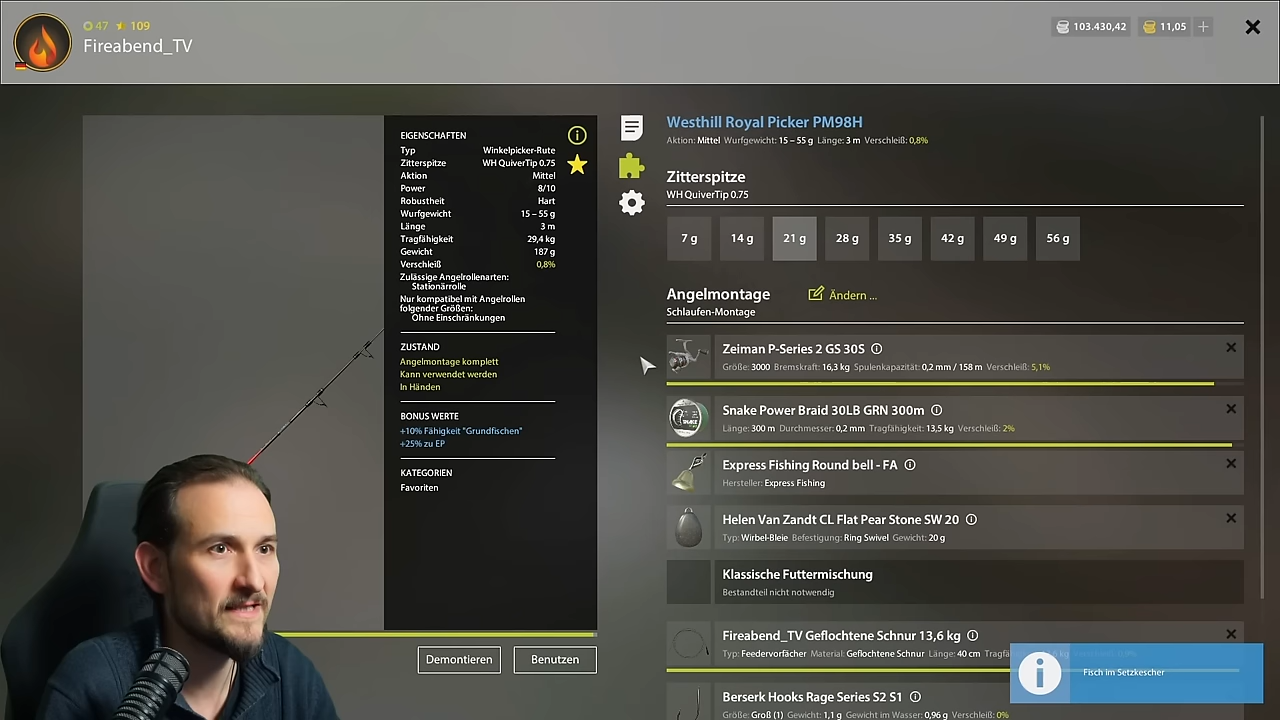 47 109
Fireabend_TV
103.430,42
11,05
EIGENSCHAFTEN
Typ Winkelpicker-Rute
Zitterspitze WH QuiverTip 0.75
Aktion Mittel
Power 8/10
Robustheit Hart
Wurfgewicht 15 – 55 g
Länge 3 m
Tragfähigkeit 29,4 kg
Gewicht 187 g
Verschleiß 0,8%
Zulässige Angelrollenarten:
Stationärrolle
Nur kompatibel mit Angelrollen
folgender Größen:
Ohne Einschränkungen
ZUSTAND
Angelmontage komplett
Kann verwendet werden
In Händen
BONUS WERTE
+10% Fähigkeit "Grundfischen"
+25% zu EP
KATEGORIEN
Favoriten
Demontieren
Benutzen
Westhill Royal Picker PM98H
Aktion: Mittel Wurfgewicht: 15 – 55 g Länge: 3 m Verschleiß: 0,8%
Zitterspitze
WH QuiverTip 0.75
7 g 14 g 21 g 28 g 35 g 42 g 49 g 56 g
Angelmontage Ändern ...
Schlaufen-Montage
Zeiman P-Series 2 GS 30S
Größe: 3000 Bremskraft: 16,3 kg Spulenkapazität: 0,2 mm / 158 m Verschleiß: 5,1%
Snake Power Braid 30LB GRN 300m
Länge: 300 m Durchmesser: 0,2 mm Tragfähigkeit: 13,5 kg Verschleiß: 2%
Express Fishing Round bell - FA
Hersteller: Express Fishing
Helen Van Zandt CL Flat Pear Stone SW 20
Typ: Wirbel-Bleie Befestigung: Ring Swivel Gewicht: 20 g
Klassische Futtermischung
Bestandteil nicht notwendig
Fireabend_TV Geflochtene Schnur 13,6 kg
Typ: Feedervorfächer Material: Geflochtene Schnur Länge: 40 cm
Fisch im Setzkescher
Berserk Hooks Rage Series S2 S1
Größe: Groß (1) Gewicht: 1,1 g Gewicht im Wasser: 0,96 g Verschleiß: 0%